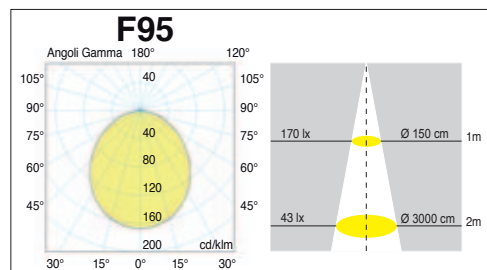 F95
Angoli Gamma 180° 120°
105° 40 105°
90° 90°
75° 40 75°
80
60° 120 60°
45° 160 45°
200 cd/klm
30° 15° 0° 15° 30°
170 lx Ø 150 cm 1m
43 lx Ø 3000 cm 2m